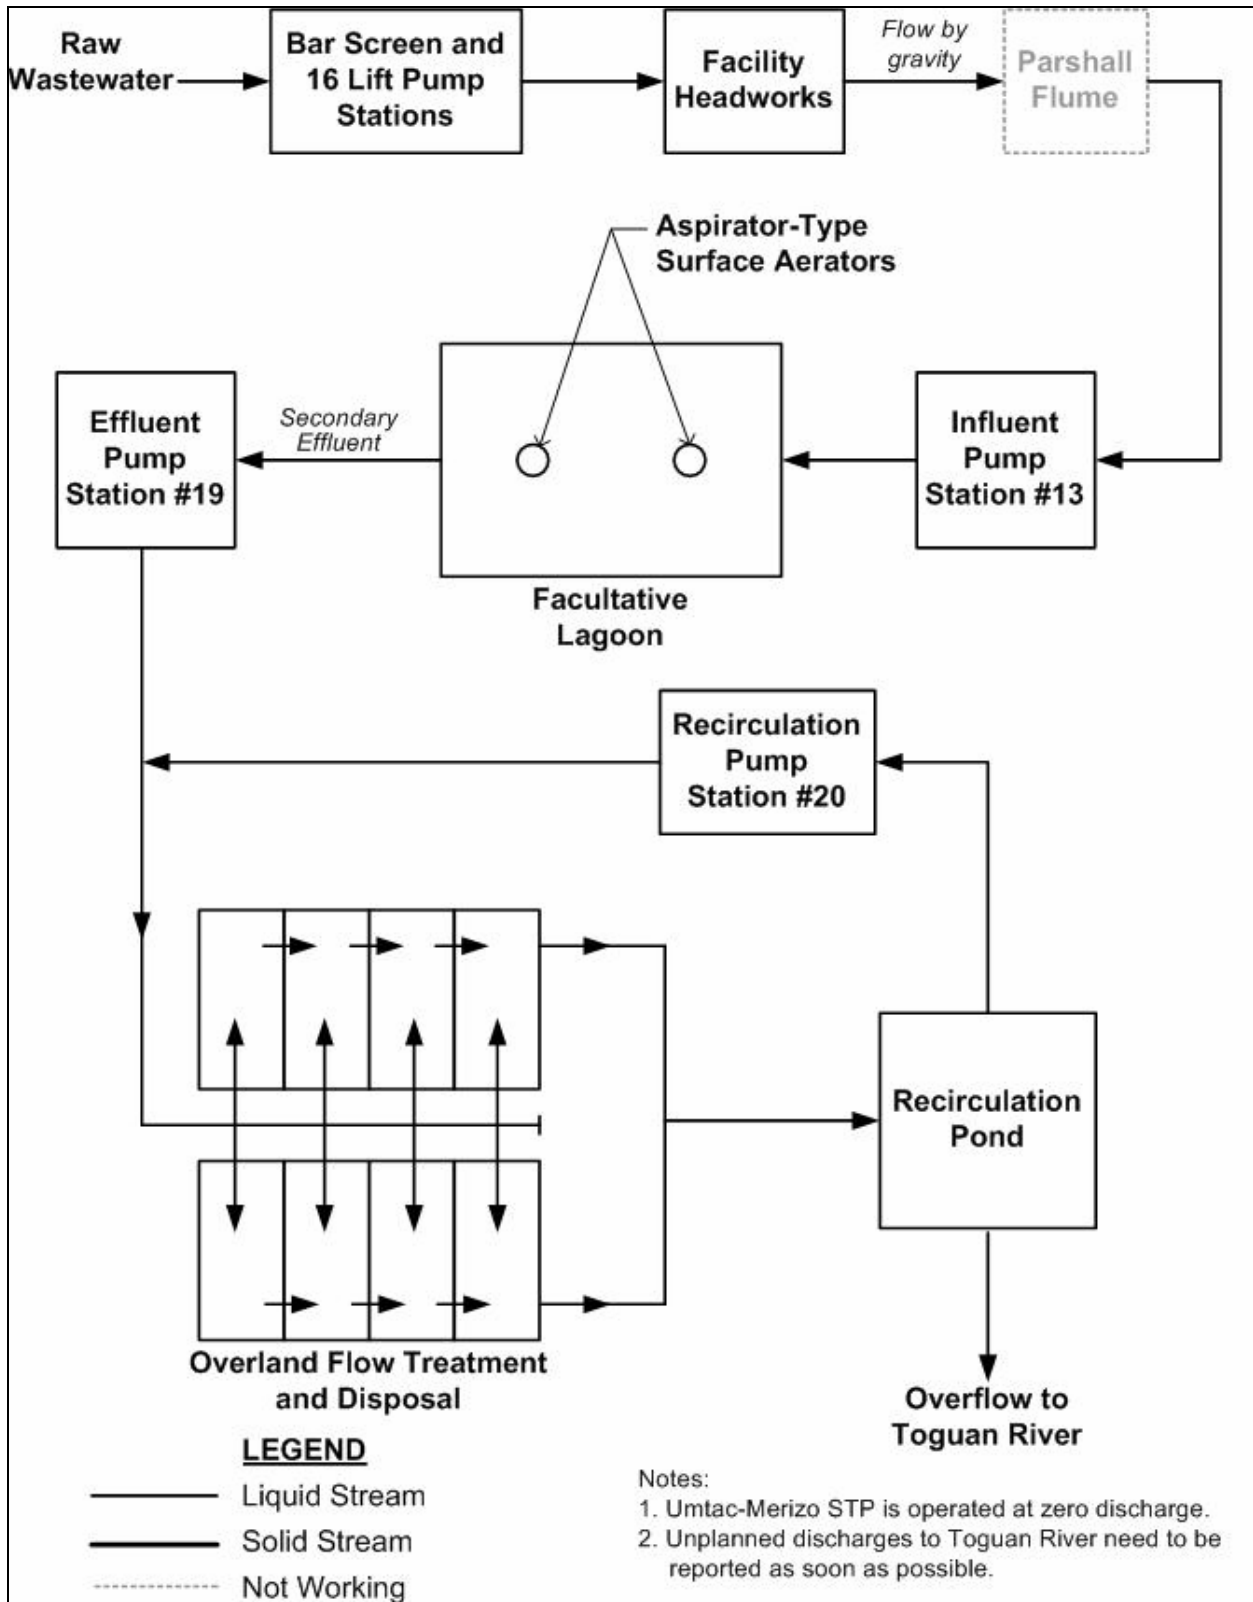 Raw
Wastewater
Bar Screen and
16 Lift Pump
Stations
Facility
Headworks
Flow by
gravity
Parshall
Flume
Aspirator-Type
Surface Aerators
Effluent
Pump
Station #19
Secondary
Effluent
Influent
Pump
Station #13
Facultative
Lagoon
Recirculation
Pump
Station #20
Recirculation
Pond
Overland Flow Treatment
and Disposal
Overflow to
Toguan River
LEGEND
Liquid Stream
Solid Stream
Not Working
Notes:
1. Umtac-Merizo STP is operated at zero discharge.
2. Unplanned discharges to Toguan River need to be
reported as soon as possible.